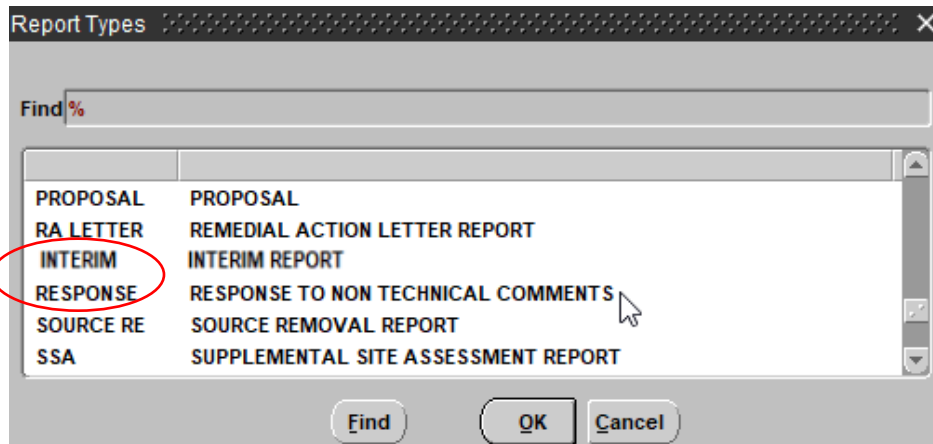 Report Types
Find %
PROPOSAL PROPOSAL
RA LETTER REMEDIAL ACTION LETTER REPORT
INTERIM INTERIM REPORT
RESPONSE RESPONSE TO NON TECHNICAL COMMENTS
SOURCE RE SOURCE REMOVAL REPORT
SSA SUPPLEMENTAL SITE ASSESSMENT REPORT
Find OK Cancel